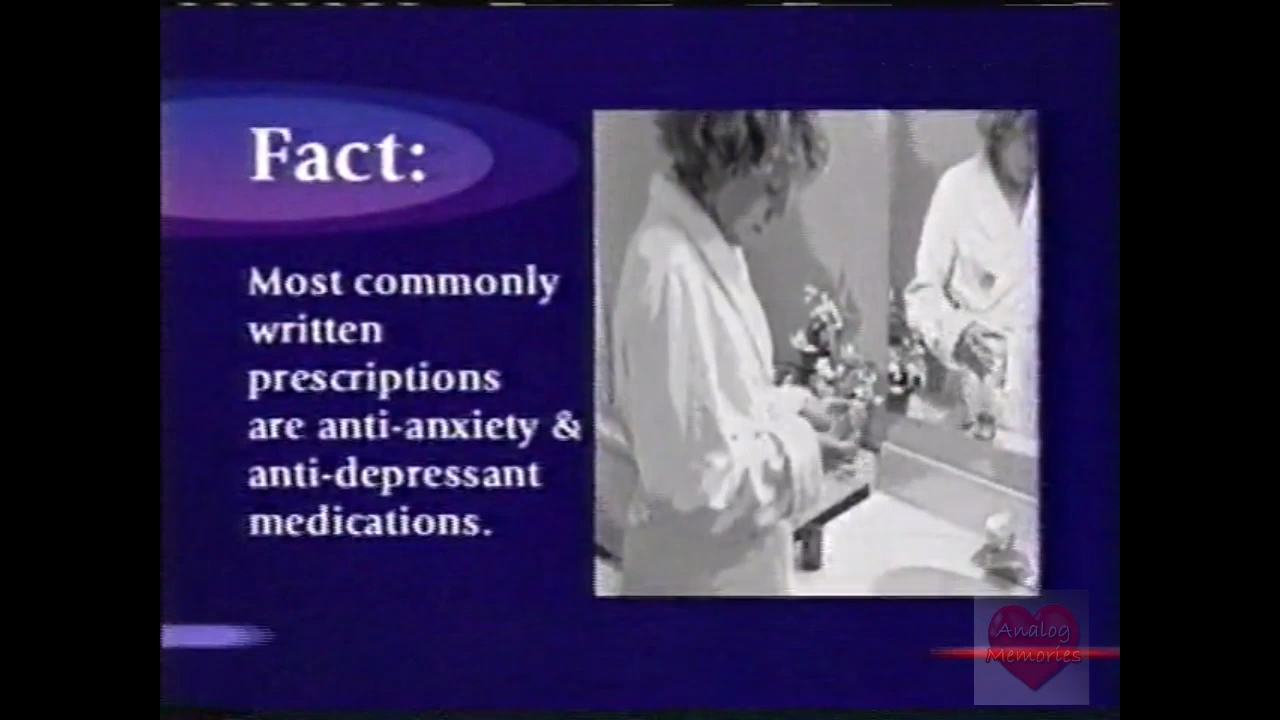 Fact:
Most commonly
written
prescriptions
are anti-anxiety &
anti-depressant
medications.
Analog
Memories